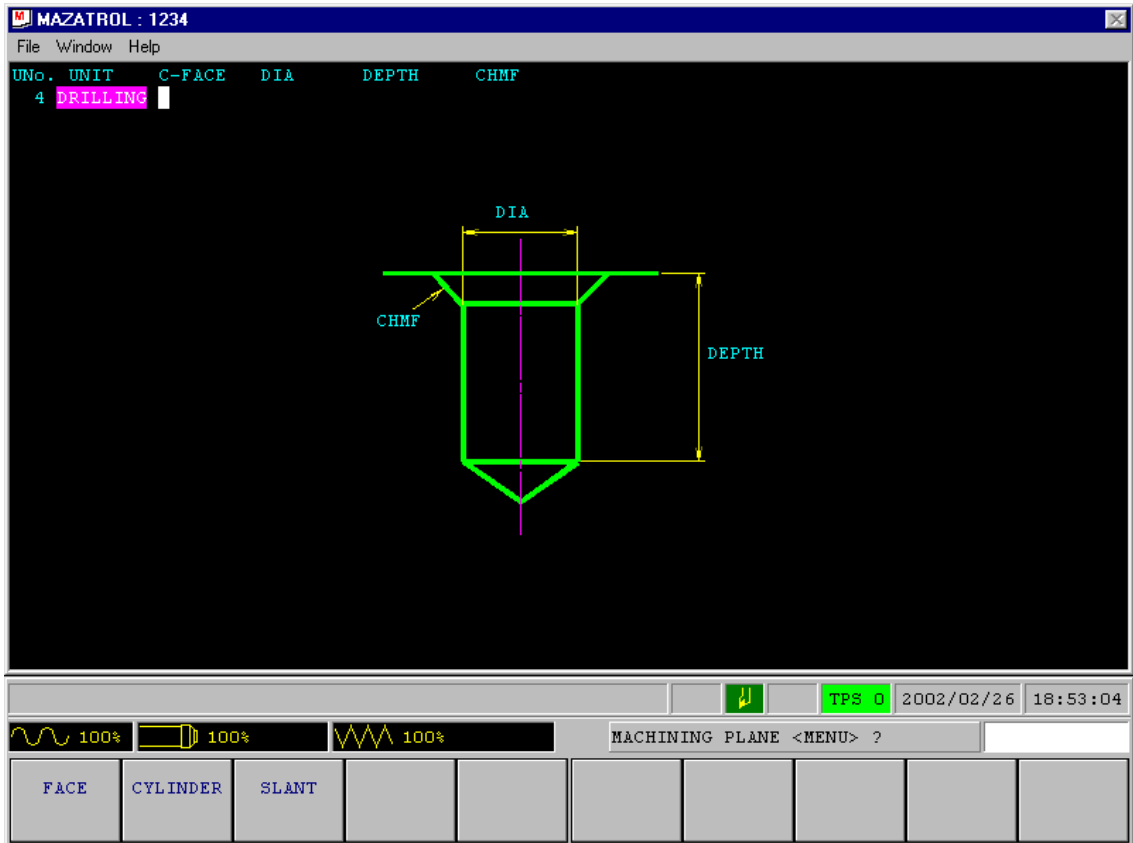 MAZATROL : 1234
File Window Help
UNo. UNIT C-FACE DIA DEPTH CHMF
4 DRILLING
DIA
CHMF
DEPTH
TPS 0 2002/02/26 18:53:04
100% 100% 100% MACHINING PLANE <MENU> ?
FACE CYLINDER SLANT